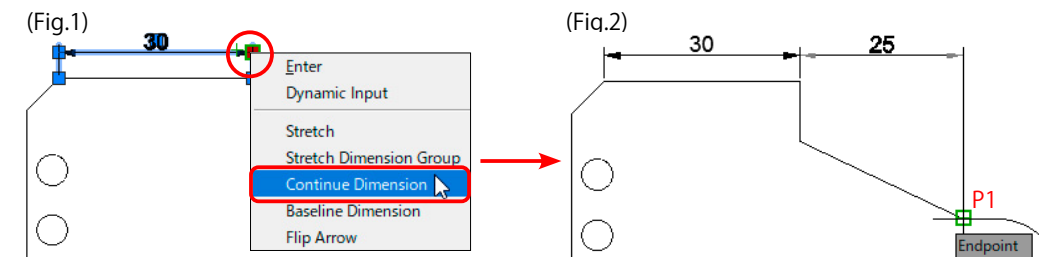 (Fig.1)
30
Enter
Dynamic Input
Stretch
Stretch Dimension Group
Continue Dimension
Baseline Dimension
Flip Arrow
(Fig.2)
30
25
P1
Endpoint